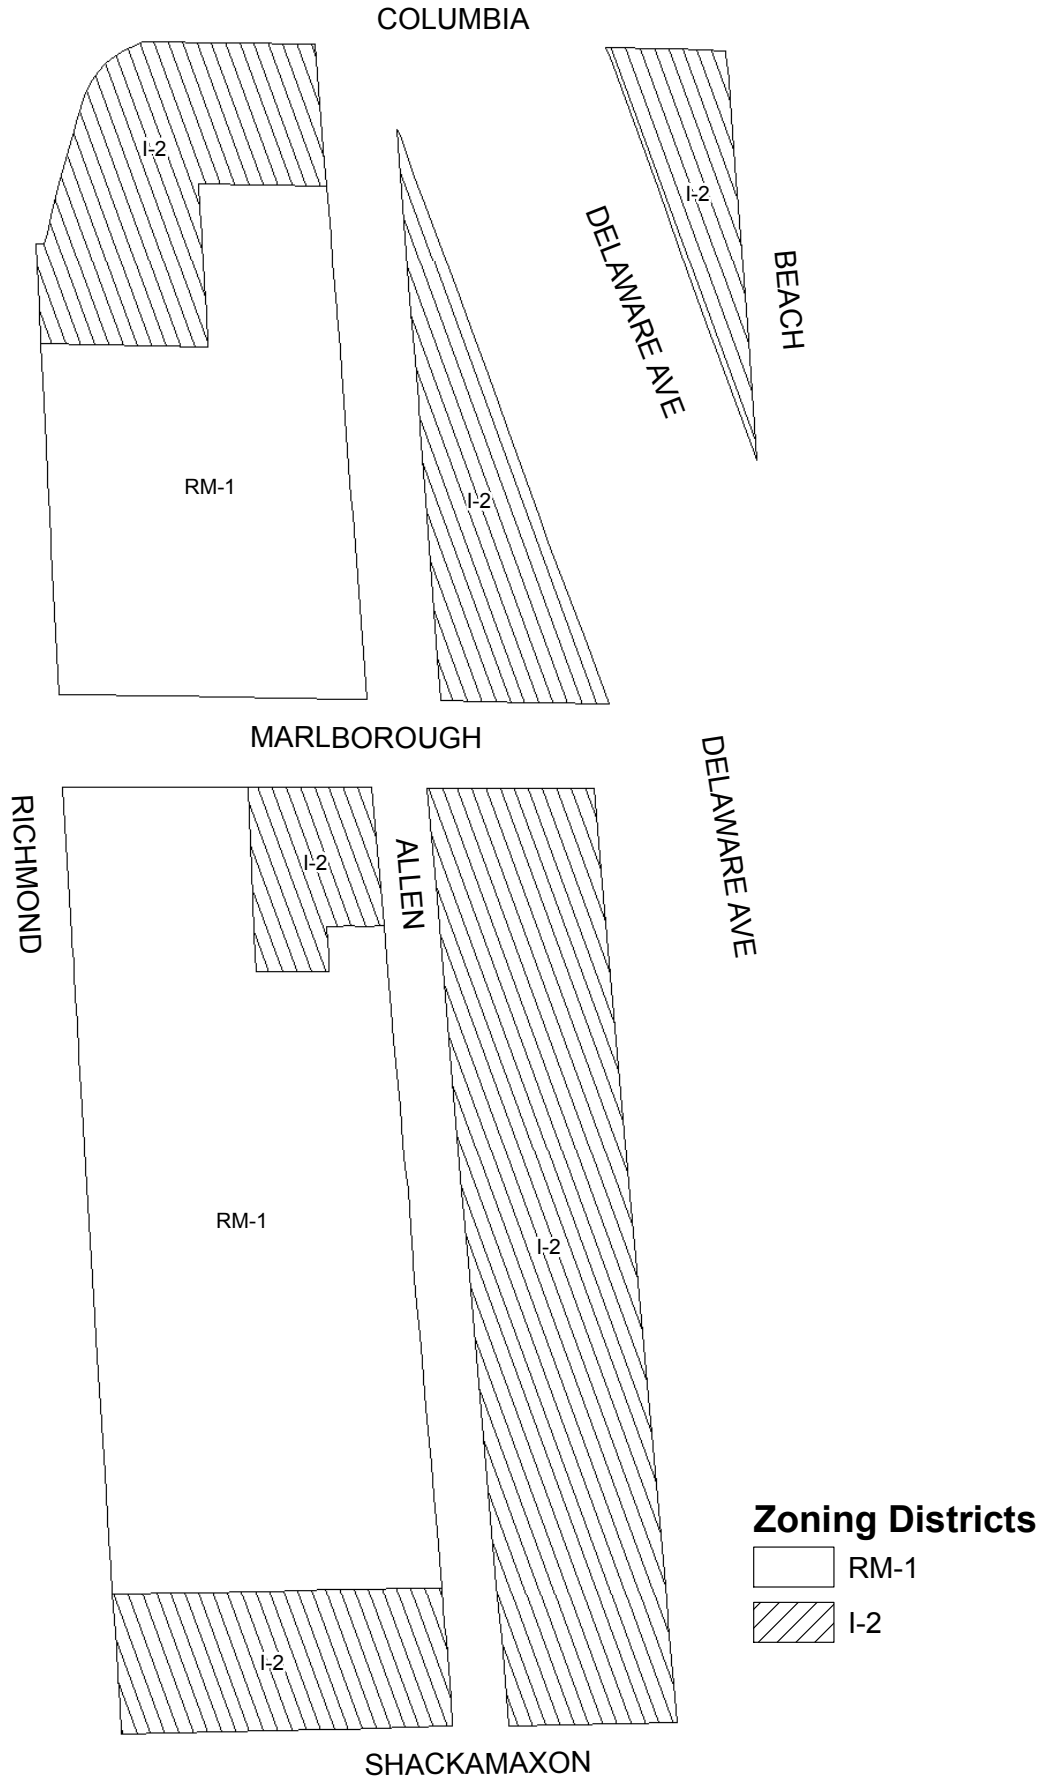 COLUMBIA
I-2
I-2
DELAWARE AVE
BEACH
RM-1
I-2
MARLBOROUGH
DELAWARE AVE
RICHMOND
ALLEN
I-2
RM-1
I-2
Zoning Districts
RM-1
I-2
I-2
SHACKAMAXON